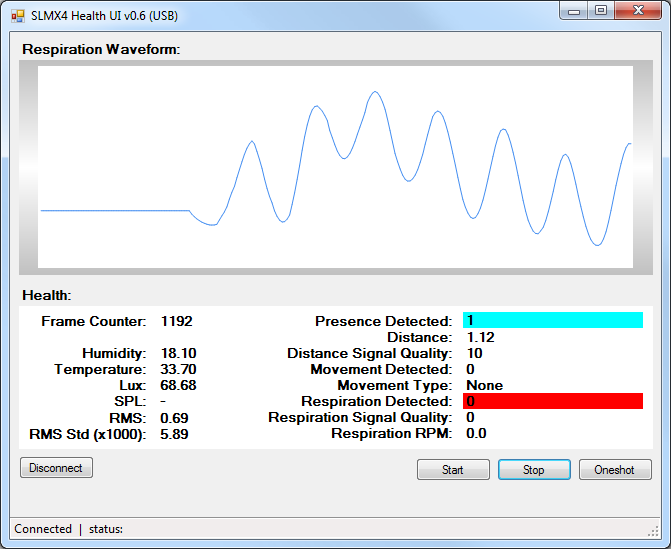 SLMX4 Health UI v0.6 (USB)
Respiration Waveform:
Health:
Frame Counter: 1192
Humidity: 18.10
Temperature: 33.70
Lux: 68.68
SPL: -
RMS: 0.69
RMS Std (x1000): 5.89
Presence Detected: 1
Distance: 1.12
Distance Signal Quality: 10
Movement Detected: 0
Movement Type: None
Respiration Detected: 0
Respiration Signal Quality: 0
Respiration RPM: 0.0
Disconnect
Start
Stop
Oneshot
Connected | status: